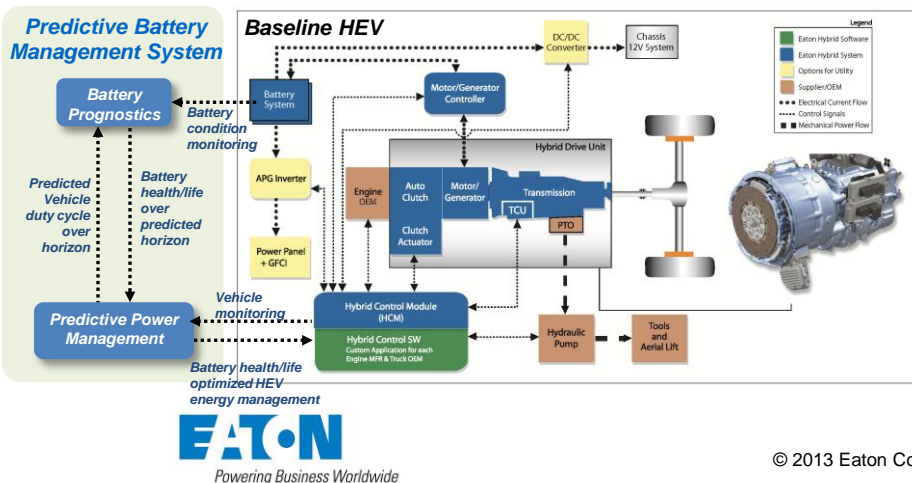 Predictive Battery
Management System
Battery
Prognostics
Battery
condition
monitoring
Predicted
Vehicle
duty cycle
over
horizon
Battery
health/life
over
predicted
horizon
Predictive Power
Management
Vehicle
monitoring
Battery health/life
optimized HEV
energy management
Baseline HEV
Battery
System
Motor/Generator
Controller
DC/DC
Converter
Chassis
12V System
APG Inverter
Power Panel
+ GFCI
Hybrid Drive Unit
Engine
OEM
Auto
Clutch
Clutch
Actuator
Motor/
Generator
Transmission
TCU
PTO
Hybrid Control Module
(HCM)
Hybrid Control SW
Custom Application for each
Engine MFR & Truck OEM
Hydraulic
Pump
Tools
and
Aerial Lift
Legend
Eaton Hybrid Software
Eaton Hybrid System
Options for Utility
Supplier/OEM
Electrical Current Flow
Control Signals
Mechanical Power Flow
EATON
Powering Business Worldwide
© 2013 Eaton Co